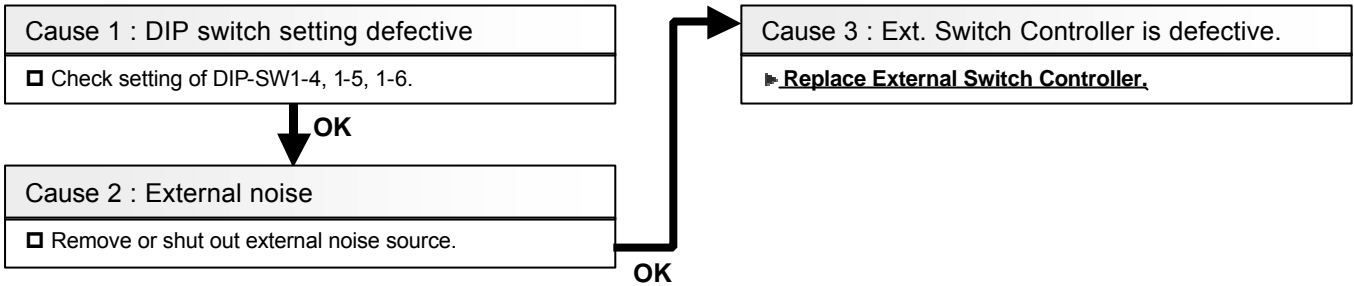 Cause 1 : DIP switch setting defective
Check setting of DIP-SW1-4, 1-5, 1-6.
OK
Cause 2 : External noise
Remove or shut out external noise source.
OK
Cause 3 : Ext. Switch Controller is defective.
Replace External Switch Controller.